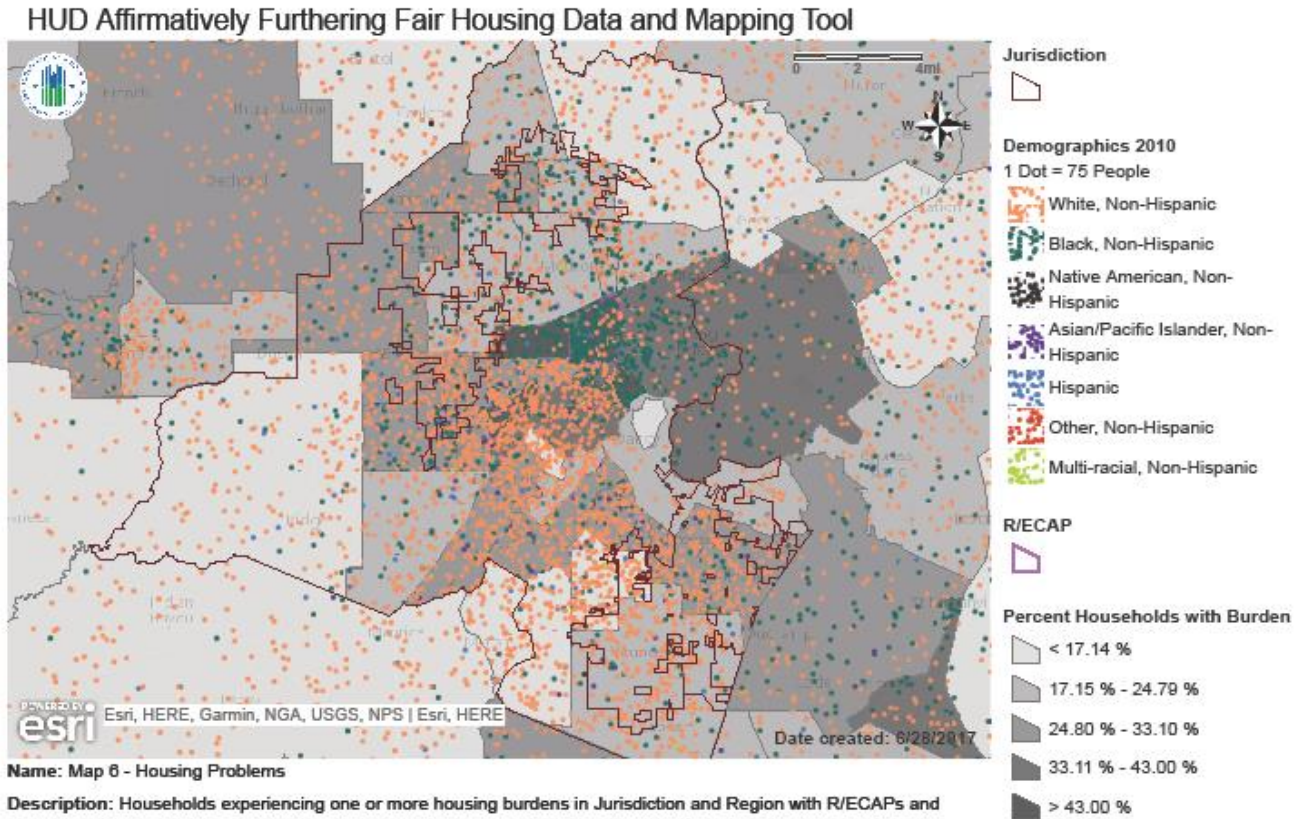 HUD Affirmatively Furthering Fair Housing Data and Mapping Tool
0 2 4mi
N
W E
S
Jurisdiction
Demographics 2010
1 Dot = 75 People
White, Non-Hispanic
Black, Non-Hispanic
Native American, Non-
Hispanic
Asian/Pacific Islander, Non-
Hispanic
Hispanic
Other, Non-Hispanic
Multi-racial, Non-Hispanic
R/ECAP
Percent Households with Burden
< 17.14 %
17.15 % - 24.79 %
24.80 % - 33.10 %
33.11 % - 43.00 %
> 43.00 %
POWERED BY
esri
Esri, HERE, Garmin, NGA, USGS, NPS | Esri, HERE
Date created: 6/28/2017
Name: Map 6 - Housing Problems
Description: Households experiencing one or more housing burdens in Jurisdiction and Region with R/ECAPs and